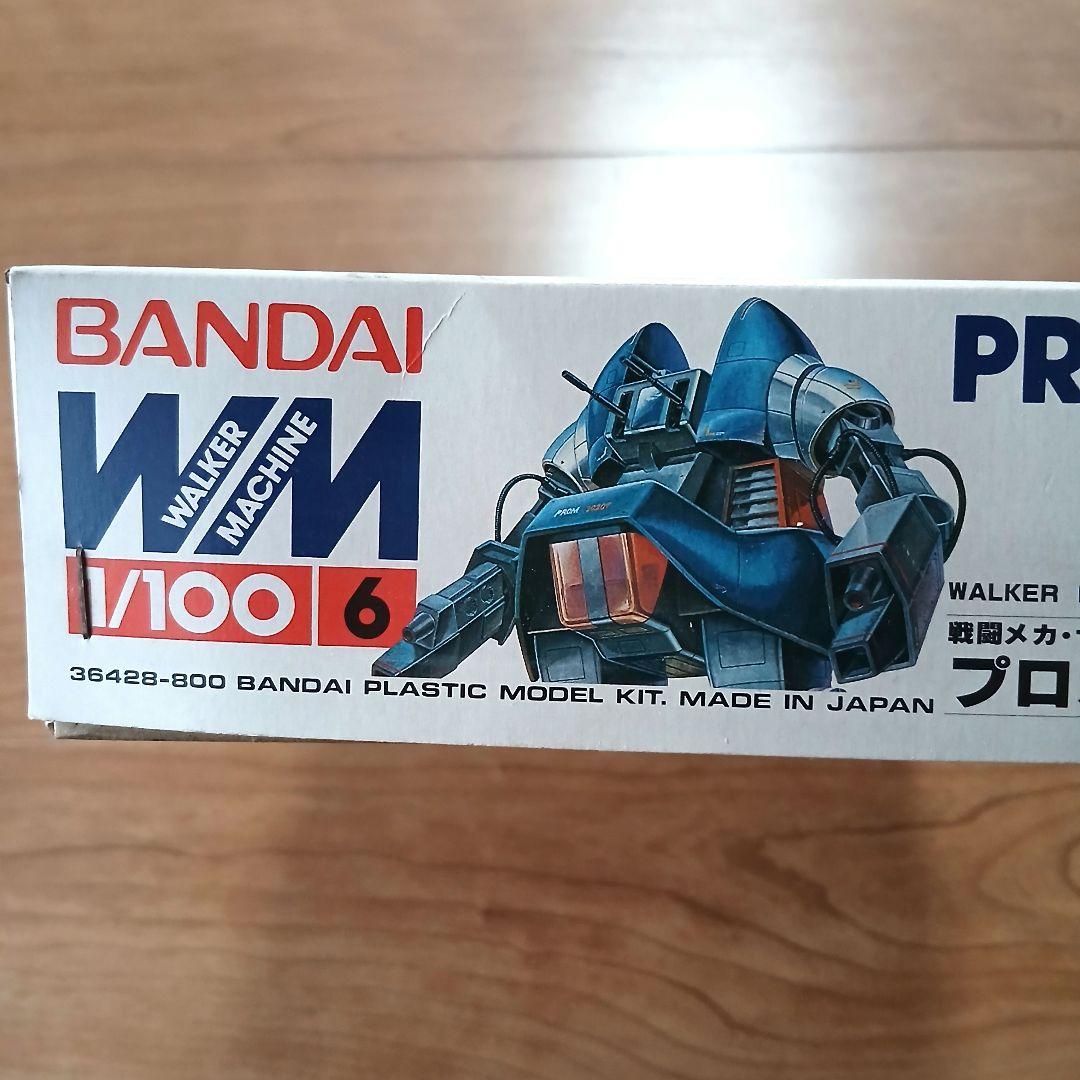 BANDAI
WM
WALKER
MACHINE
1/100 6
36428-800 BANDAI PLASTIC MODEL KIT. MADE IN JAPAN
PROM
PR
WALKER
戦闘メカ・
プロ